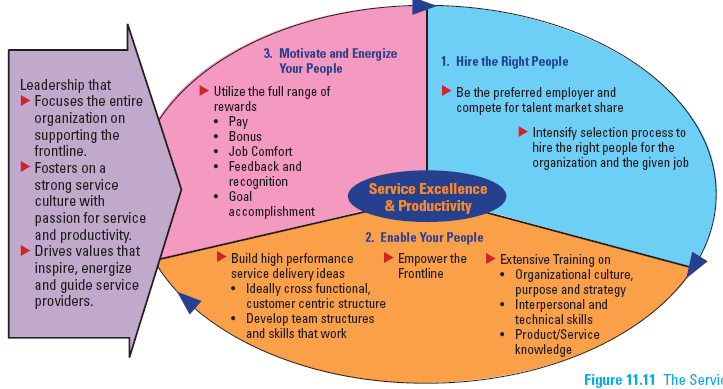 Leadership that
▶ Focuses the entire
organization on
supporting the
frontline.
▶ Fosters on a
strong service
culture with
passion for service
and productivity.
▶ Drives values that
inspire, energize
and guide service
providers.
3. Motivate and Energize
Your People
▶ Utilize the full range of
rewards
• Pay
• Bonus
• Job Comfort
• Feedback and
recognition
• Goal
accomplishment
1. Hire the Right People
▶ Be the preferred employer and
compete for talent market share
▶ Intensify selection process to
hire the right people for the
organization and the given job
Service Excellence
& Productivity
2. Enable Your People
▶ Build high performance
service delivery ideas
• Ideally cross functional,
customer centric structure
• Develop team structures
and skills that work
▶ Empower the
Frontline
▶ Extensive Training on
• Organizational culture,
purpose and strategy
• Interpersonal and
technical skills
• Product/Service
knowledge
Figure 11.11 The Servi